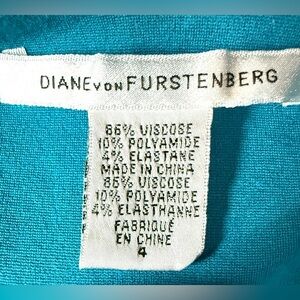 DIANE VON FURSTENBERG
86% VISCOSE
10% POLYAMIDE
4% ELASTANE
MADE IN CHINA
86% VISCOSE
10% POLYAMIDE
4% ELASTHANNE
FABRIQUÉ
EN CHINE
4